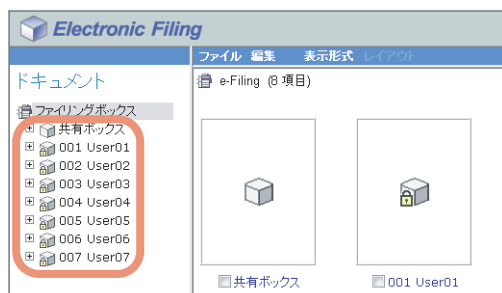 Electronic Filing
ファイル 編集 表示形式 レイアウト
ドキュメント
e-Filing (8 項目)
ファイリングボックス
共有ボックス
001 User01
002 User02
003 User03
004 User04
005 User05
006 User06
007 User07
共有ボックス
001 User01